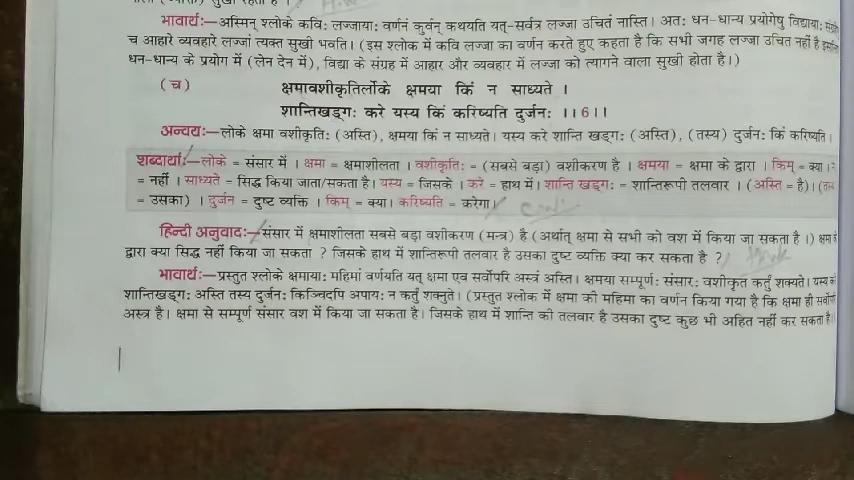 भावार्थ:—अस्मिन् श्लोके कवि: लज्जाया: वर्णनं कुर्वन् कथयति यत्-सर्वत्र लज्जा उचितं नास्ति। अत: धन-धान्य प्रयोगेषु विद्याया:
च आहारे व्यवहारे लज्जां त्यक्त सुखी भवति। (इस श्लोक में कवि लज्जा का वर्णन करते हुए कहता है कि सभी जगह लज्जा उचित नहीं है
धन-धान्य के प्रयोग में (लेन देन में), विद्या के संग्रह में आहार और व्यवहार में लज्जा को त्यागने वाला सुखी होता है।)
(च) क्षमावशीकृतिर्लोके क्षमया किं न साध्यते ।
शान्तिखड्ग: करे यस्य किं करिष्यति दुर्जन: ।।6।।
अन्वय:—लोके क्षमा वशीकृति: (अस्ति), क्षमया किं न साध्यते। यस्य करे शान्ति खड्ग: (अस्ति), (तस्य) दुर्जन: किं करिष्यति।
शब्दार्था:—लोके = संसार में । क्षमा = क्षमाशीलता । वशीकृति: = (सबसे बड़ा) वशीकरण है । क्षमया = क्षमा के द्वारा । किम् = क्या । न
= नहीं । साध्यते = सिद्ध किया जाता/सकता है। यस्य = जिसके । करे = हाथ में। शान्ति खड्ग: = शान्तिरूपी तलवार । (अस्ति = है)।
= उसका) । दुर्जन = दुष्ट व्यक्ति । किम् = क्या। करिष्यति = करेगा।
हिन्दी अनुवाद:—संसार में क्षमाशीलता सबसे बड़ा वशीकरण (मन्त्र) है (अर्थात् क्षमा से सभी को वश में किया जा सकता है ।) क्षमा
द्वारा क्या सिद्ध नहीं किया जा सकता ? जिसके हाथ में शान्तिरूपी तलवार है उसका दुष्ट व्यक्ति क्या कर सकता है ?
भावार्थ:—प्रस्तुत श्लोके क्षमाया: महिमां वर्णयति यत् क्षमा एव सर्वोपरि अस्त्रं अस्ति। क्षमया सम्पूर्ण: संसार: वशीकृत कर्तुं शक्यते। यस्य
शान्तिखड्ग: अस्ति तस्य दुर्जन: किञ्चिदपि अपाय: न कर्तुं शक्नुते। (प्रस्तुत श्लोक में क्षमा की महिमा का वर्णन किया गया है कि क्षमा ही
अस्त्र है। क्षमा से सम्पूर्ण संसार वश में किया जा सकता है। जिसके हाथ में शान्ति की तलवार है उसका दुष्ट कुछ भी अहित नहीं कर सकता है।